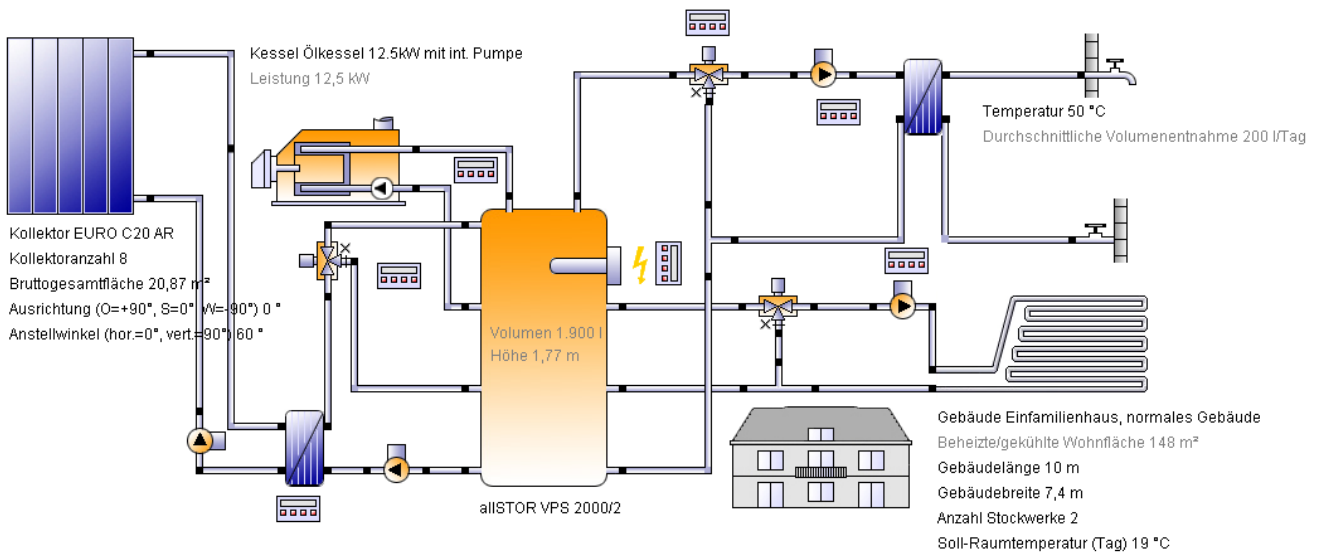 Kessel Ölkessel 12.5kW mit int. Pumpe
Leistung 12,5 kW
Temperatur 50 °C
Durchschnittliche Volumenentnahme 200 l/Tag
Kollektor EURO C20 AR
Kollektoranzahl 8
Bruttogesamtfläche 20,87 m²
Ausrichtung (O=+90°, S=0°, W=-90°) 0 °
Anstellwinkel (hor.=0°, vert.=90°) 60 °
Volumen 1.900 l
Höhe 1,77 m
allSTOR VPS 2000/2
Gebäude Einfamilienhaus, normales Gebäude
Beheizte/gekühlte Wohnfläche 148 m²
Gebäudelänge 10 m
Gebäudebreite 7,4 m
Anzahl Stockwerke 2
Soll-Raumtemperatur (Tag) 19 °C